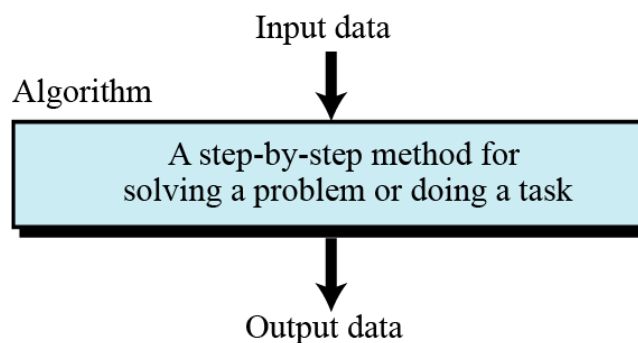 Input data
Algorithm
A step-by-step method for
solving a problem or doing a task
Output data